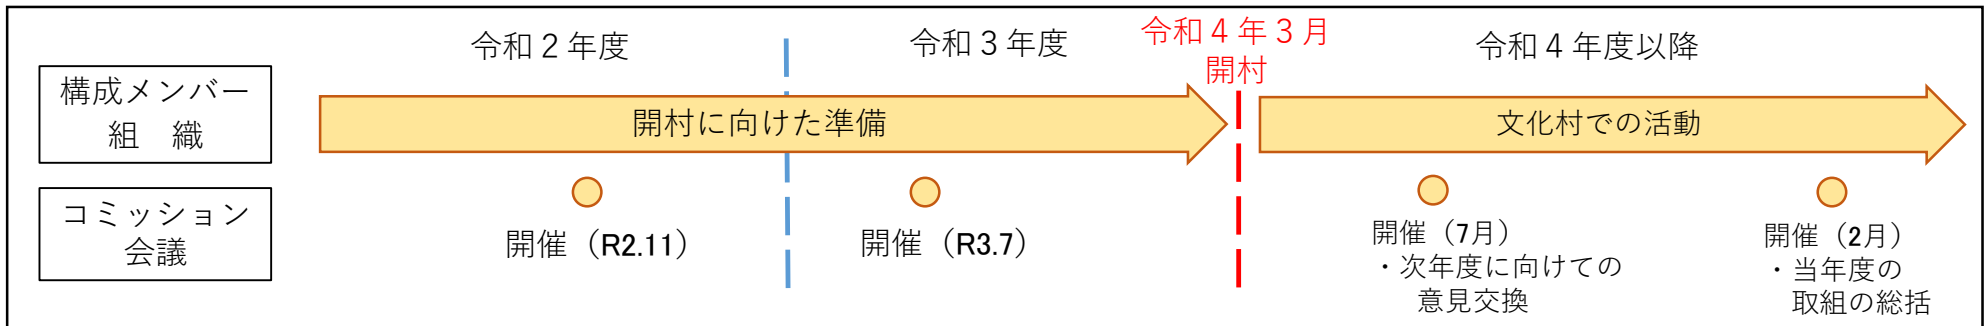 令和２年度
令和３年度
令和４年３月
開村
令和４年度以降
構成メンバー
組　織
開村に向けた準備
文化村での活動
コミッション
会議
開催（R2.11）
開催（R3.7）
開催（7月）
・次年度に向けての
意見交換
開催（2月）
・当年度の
取組の総括